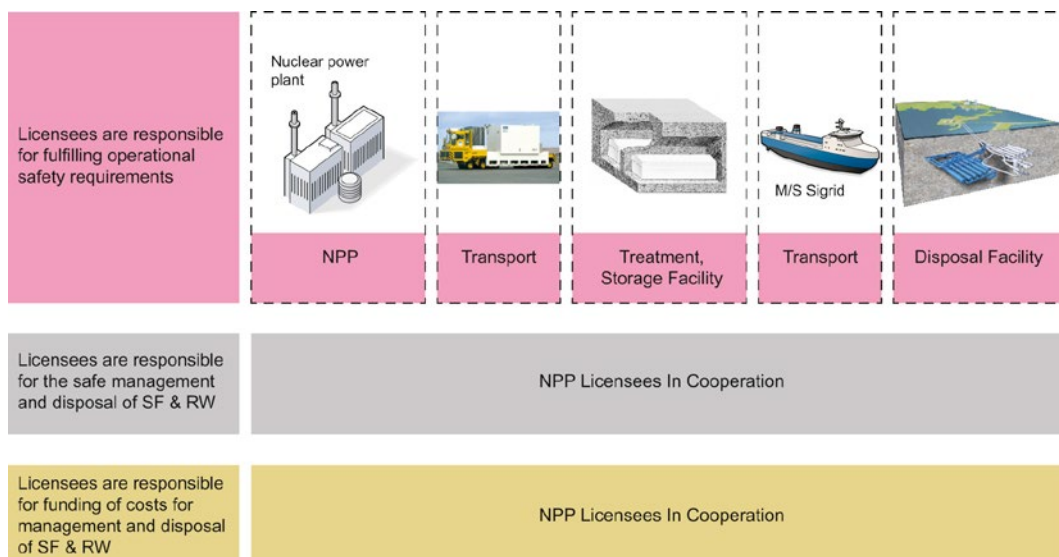 Licensees are responsible
for fulfilling operational
safety requirements
Nuclear power
plant
M/S Sigrid
NPP
Transport
Treatment,
Storage Facility
Transport
Disposal Facility
Licensees are responsible
for the safe management
and disposal of SF & RW
NPP Licensees In Cooperation
Licensees are responsible
for funding of costs for
management and disposal
of SF & RW
NPP Licensees In Cooperation